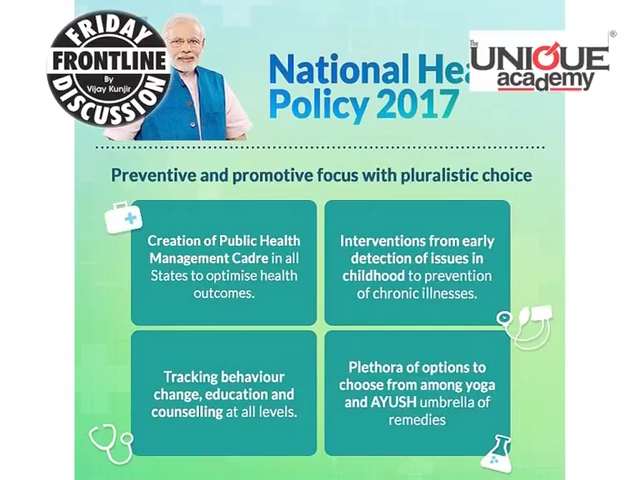 FRIDAY
FRONTLINE
By
Vijay Kunjir
DISCUSSION
National Hea
Policy 2017
The
UNIQUE®
academy
Preventive and promotive focus with pluralistic choice
Creation of Public Health
Management Cadre in all
States to optimise health
outcomes.
Interventions from early
detection of issues in
childhood to prevention
of chronic illnesses.
Tracking behaviour
change, education and
counselling at all levels.
Plethora of options to
choose from among yoga
and AYUSH umbrella of
remedies